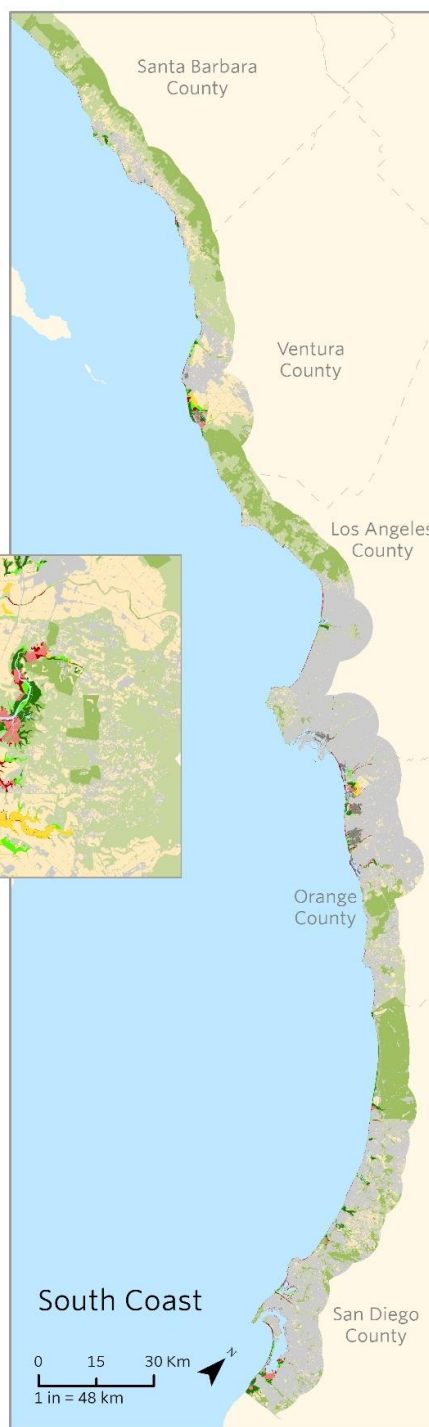 Santa Barbara
County
Ventura
County
Los Angeles
County
Orange
County
South Coast
San Diego
County
N
0 15 30 Km
1 in = 48 km